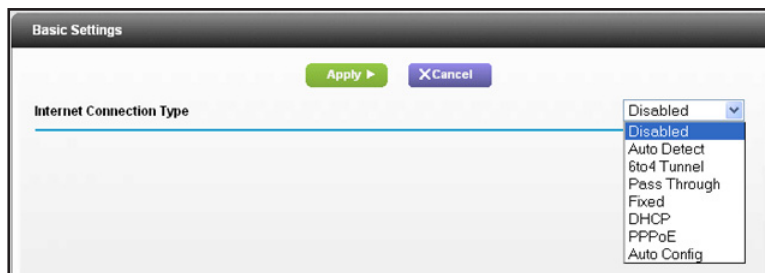 Basic Settings
Apply ▶
X Cancel
Internet Connection Type
Disabled
Disabled
Auto Detect
6to4 Tunnel
Pass Through
Fixed
DHCP
PPPoE
Auto Config